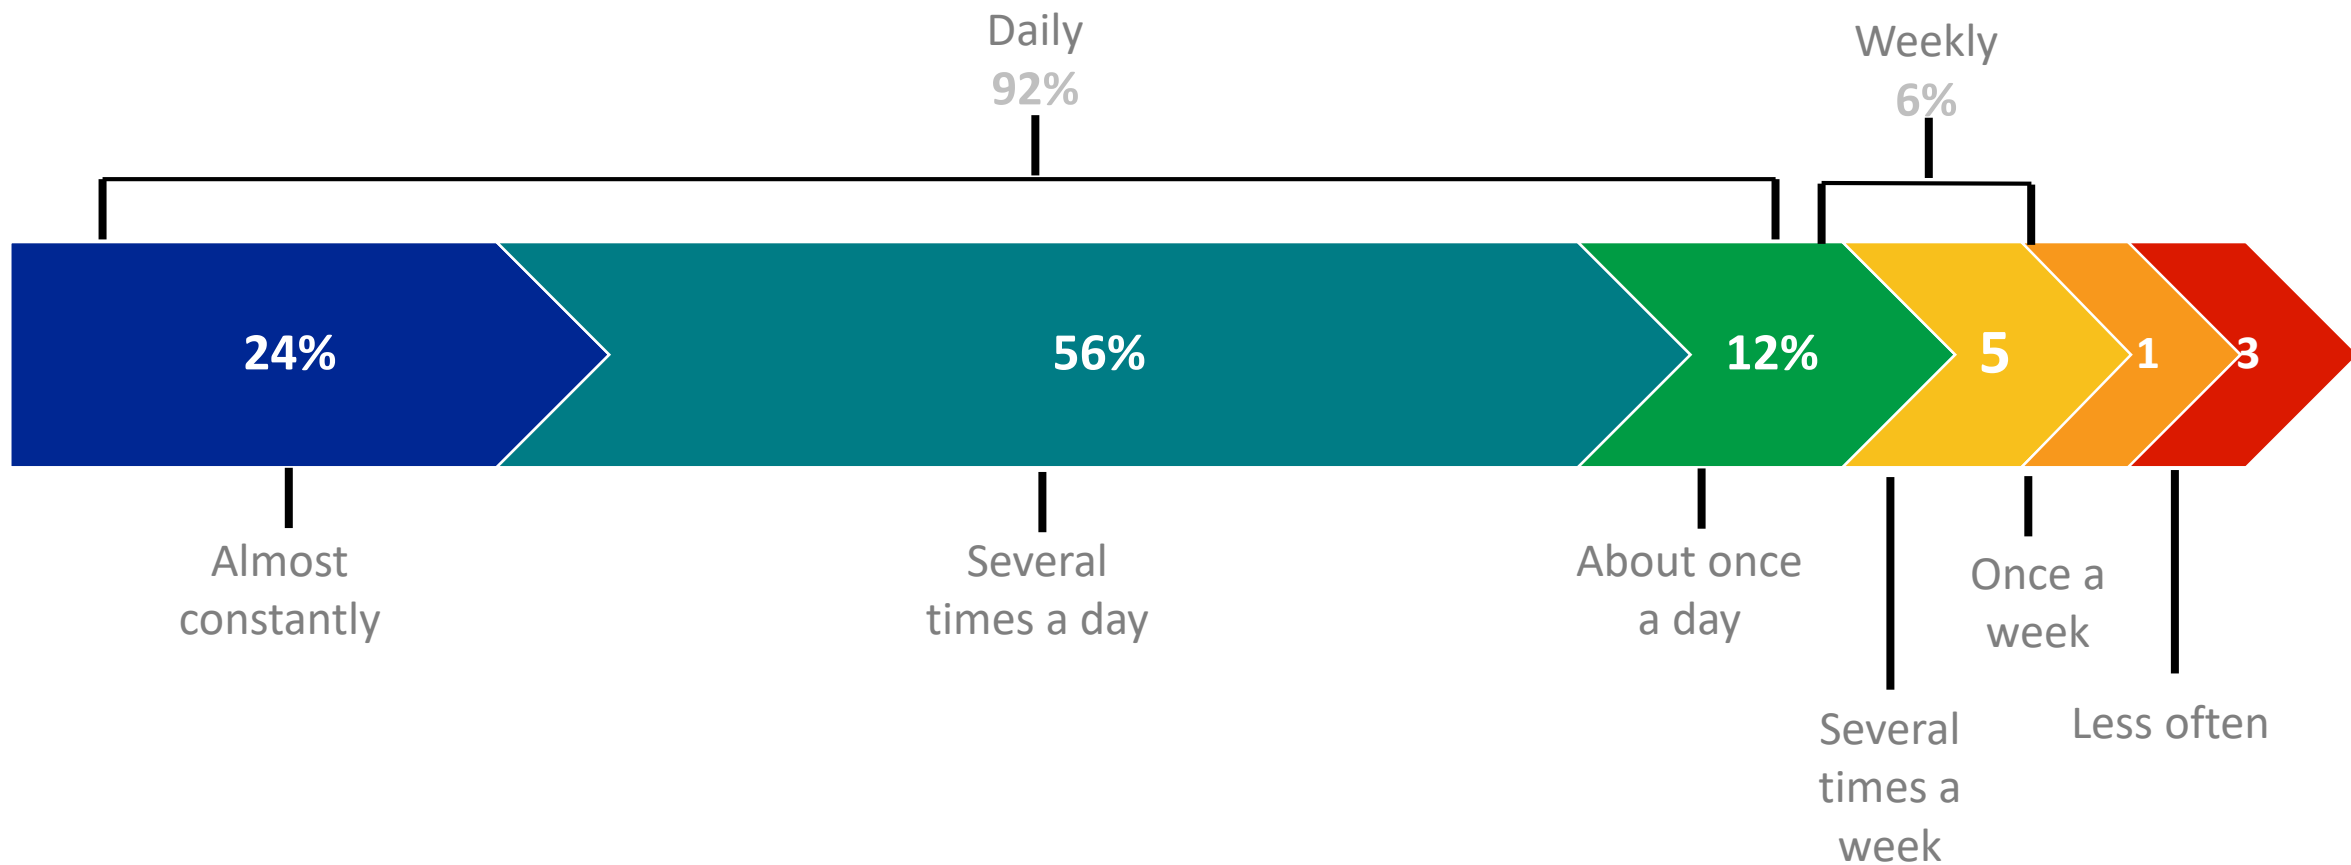 Daily
92%
Weekly
6%
24%
56%
12%
5
1
3
Almost
constantly
Several
times a day
About once
a day
Several
times a
week
Once a
week
Less often